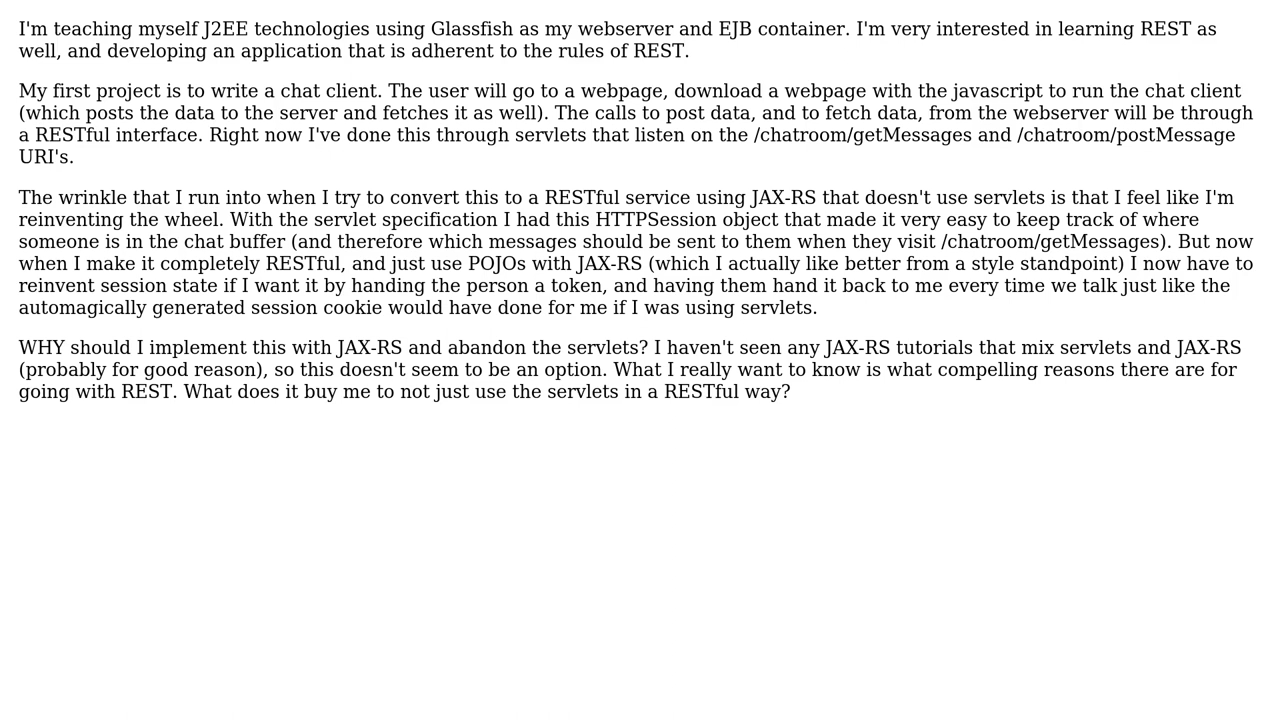 I'm teaching myself J2EE technologies using Glassfish as my webserver and EJB container. I'm very interested in learning REST as
well, and developing an application that is adherent to the rules of REST.
My first project is to write a chat client. The user will go to a webpage, download a webpage with the javascript to run the chat client
(which posts the data to the server and fetches it as well). The calls to post data, and to fetch data, from the webserver will be through
a RESTful interface. Right now I've done this through servlets that listen on the /chatroom/getMessages and /chatroom/postMessage
URI's.
The wrinkle that I run into when I try to convert this to a RESTful service using JAX-RS that doesn't use servlets is that I feel like I'm
reinventing the wheel. With the servlet specification I had this HTTPSession object that made it very easy to keep track of where
someone is in the chat buffer (and therefore which messages should be sent to them when they visit /chatroom/getMessages). But now
when I make it completely RESTful, and just use POJOs with JAX-RS (which I actually like better from a style standpoint) I now have to
reinvent session state if I want it by handing the person a token, and having them hand it back to me every time we talk just like the
automagically generated session cookie would have done for me if I was using servlets.
WHY should I implement this with JAX-RS and abandon the servlets? I haven't seen any JAX-RS tutorials that mix servlets and JAX-RS
(probably for good reason), so this doesn't seem to be an option. What I really want to know is what compelling reasons there are for
going with REST. What does it buy me to not just use the servlets in a RESTful way?